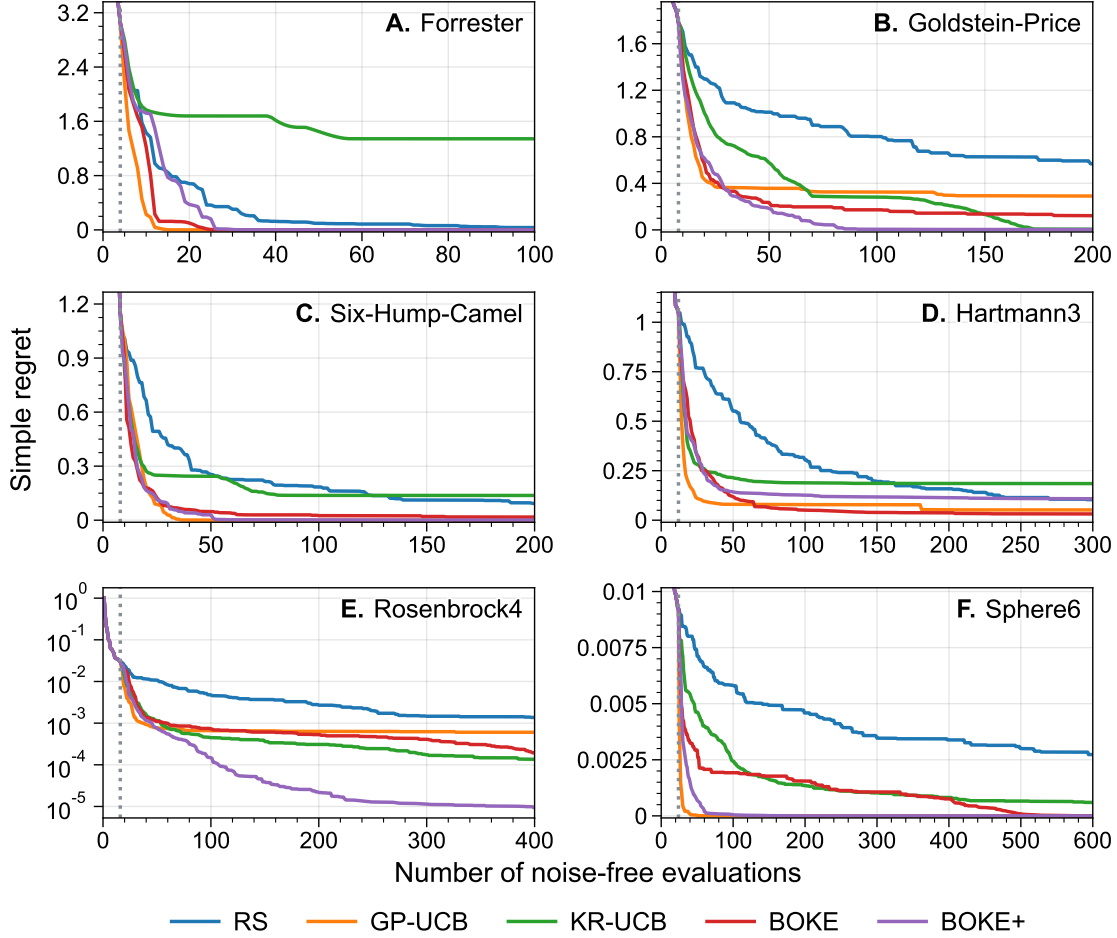 A. Forrester
3.2
2.4
1.6
0.8
0
0 20 40 60 80 100
B. Goldstein-Price
1.6
1.2
0.8
0.4
0
0 50 100 150 200
C. Six-Hump-Camel
1.2
0.9
0.6
0.3
0
0 50 100 150 200
D. Hartmann3
1
0.75
0.5
0.25
0
0 50 100 150 200 250 300
E. Rosenbrock4
10^0
10^-1
10^-2
10^-3
10^-4
10^-5
0 100 200 300 400
F. Sphere6
0.01
0.0075
0.005
0.0025
0
0 100 200 300 400 500 600
Simple regret
Number of noise-free evaluations
RS GP-UCB KR-UCB BOKE BOKE+